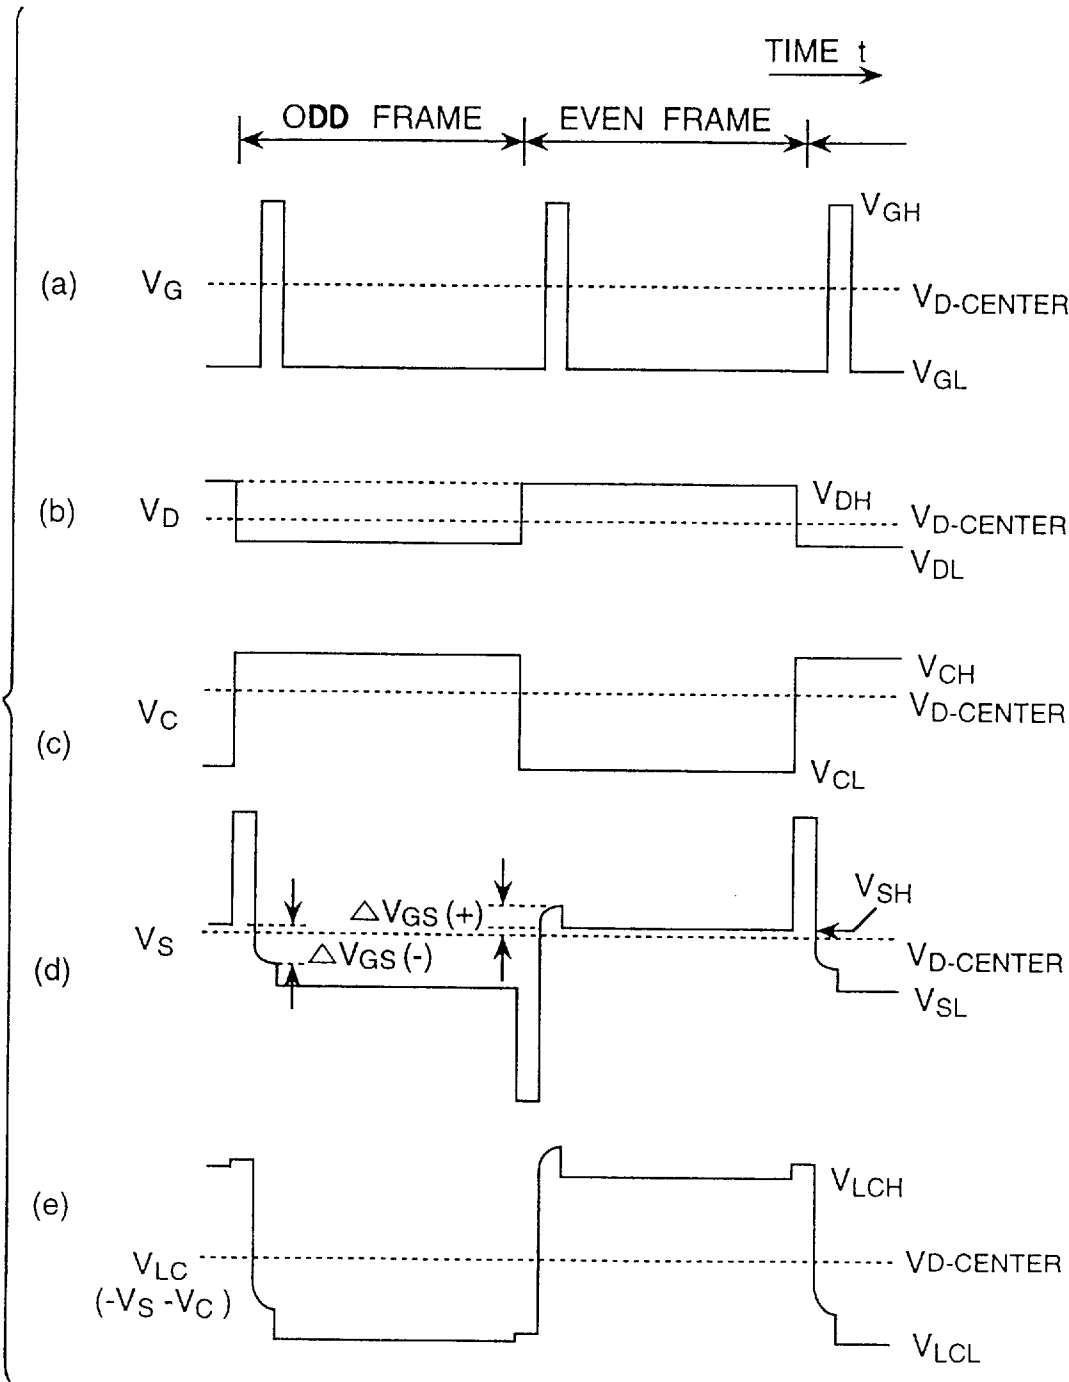 TIME t
ODD FRAME EVEN FRAME
VGH
(a) VG
VD-CENTER
VGL
(b) VD
VDH
VD-CENTER
VDL
VCH
VC
VD-CENTER
(c)
VCL
VSH
△VGS (+)
VS
△VGS (-)
VD-CENTER
(d)
VSL
VLCH
(e)
VLC
VD-CENTER
(-VS -VC )
VLCL